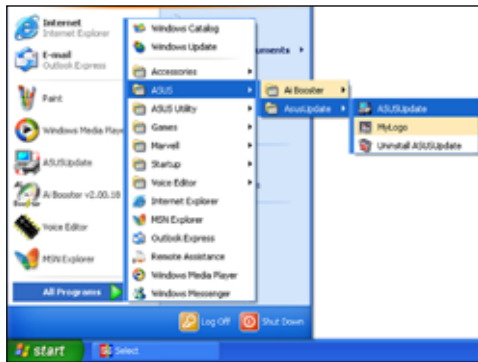 Internet
Internet Explorer
E-mail
Outlook Express
Paint
Windows Media Play
ASUSUpdate
Ai Booster v2.00.18
Voice Editor
MSN Explorer
All Programs
Windows Catalog
Windows Update
Accessories
ASUS
ASUS Utility
Games
Marvell
Startup
Voice Editor
Internet Explorer
MSN Explorer
Outlook Express
Remote Assistance
Windows Media Player
Windows Messenger
uments
Ai Booster
AsusUpdate
ASUSUpdate
MyLogo
Uninstall ASUSUpdate
Log Off
Shut Down
start
Select